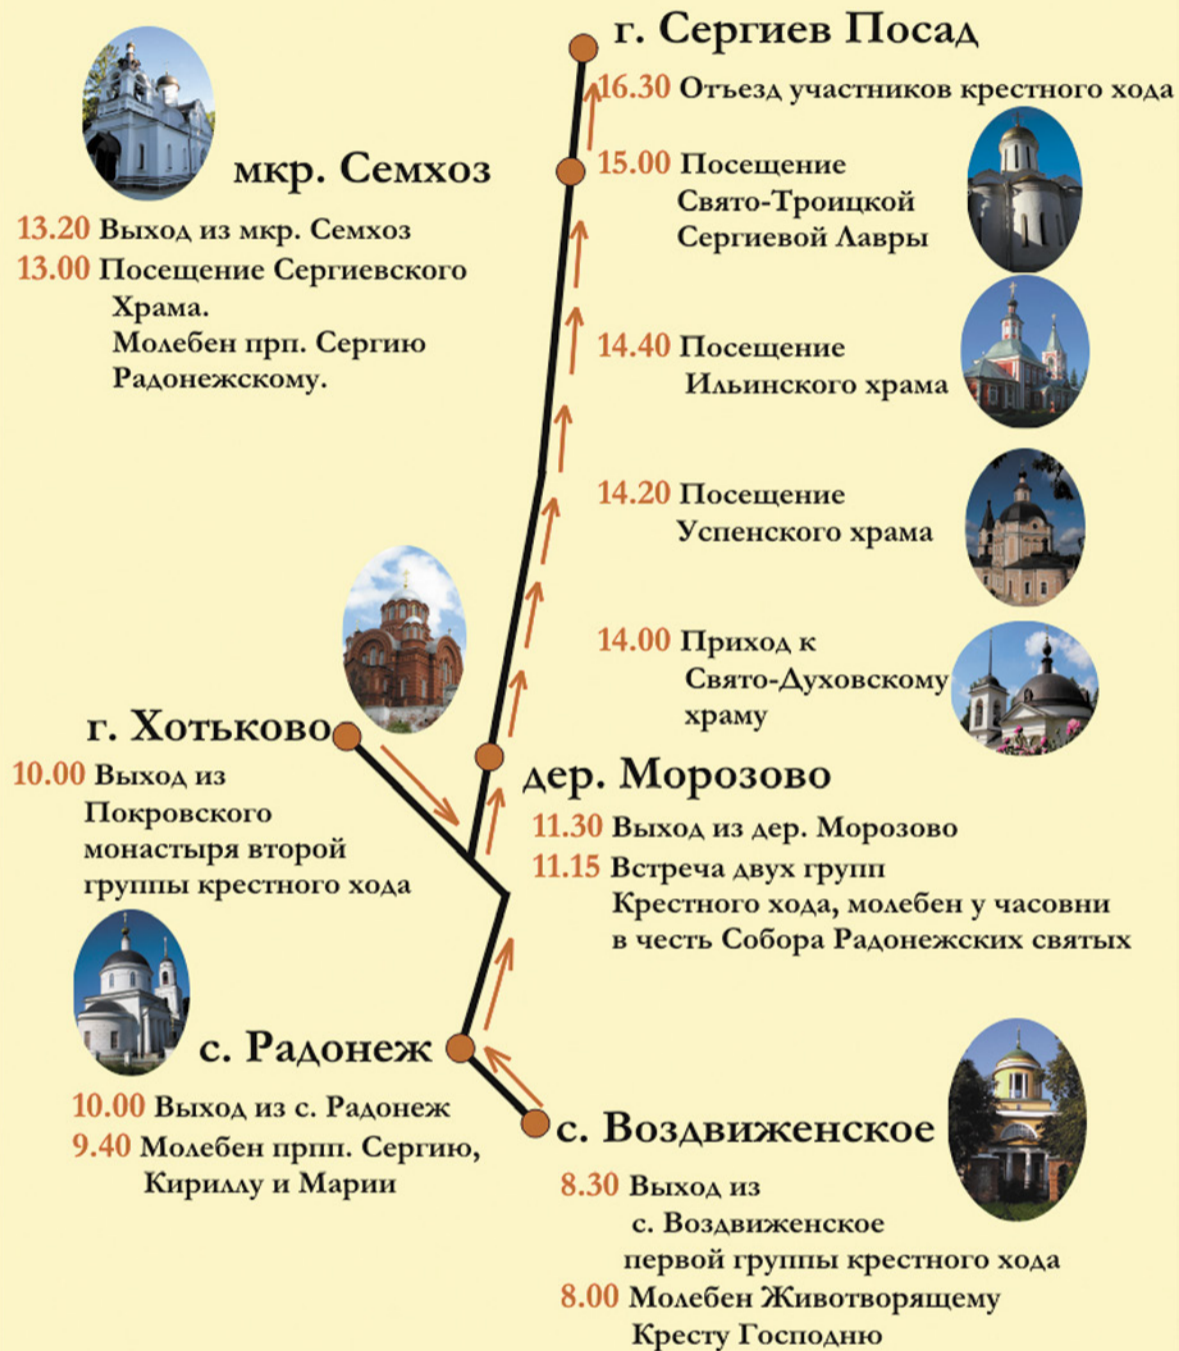 г. Сергиев Посад
16.30 Отъезд участников крестного хода
15.00 Посещение
Свято-Троицкой
Сергиевой Лавры
мкр. Семхоз
13.20 Выход из мкр. Семхоз
13.00 Посещение Сергиевского
Храма.
Молебен прп. Сергию
Радонежскому.
14.40 Посещение
Ильинского храма
14.20 Посещение
Успенского храма
14.00 Приход к
Свято-Духовскому
храму
г. Хотьково
10.00 Выход из
Покровского
монастыря второй
группы крестного хода
дер. Морозово
11.30 Выход из дер. Морозово
11.15 Встреча двух групп
Крестного хода, молебен у часовни
в честь Собора Радонежских святых
с. Радонеж
10.00 Выход из с. Радонеж
9.40 Молебен прпп. Сергию,
Кириллу и Марии
с. Воздвиженское
8.30 Выход из
с. Воздвиженское
первой группы крестного хода
8.00 Молебен Животворящему
Кресту Господню